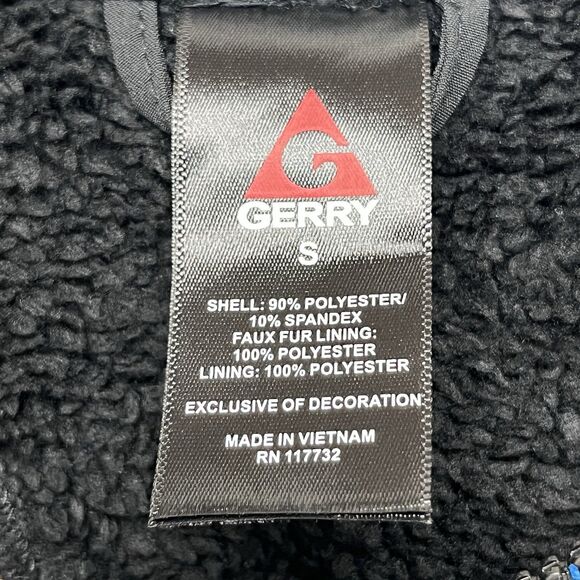 GERRY
S
SHELL: 90% POLYESTER/
10% SPANDEX
FAUX FUR LINING:
100% POLYESTER
LINING: 100% POLYESTER
EXCLUSIVE OF DECORATION
MADE IN VIETNAM
RN 117732